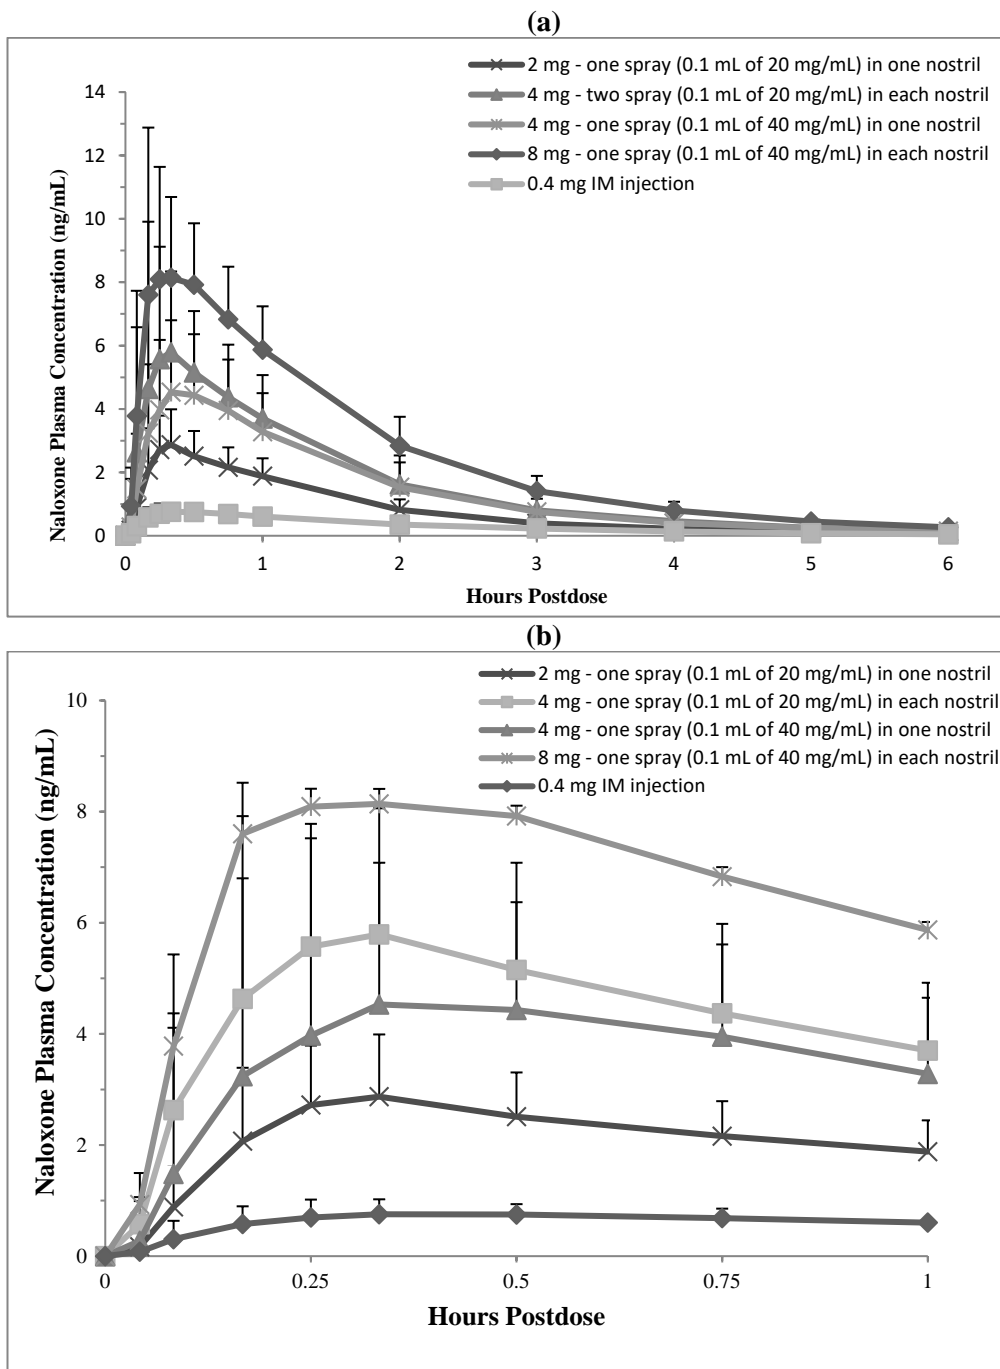 (a)
2 mg - one spray (0.1 mL of 20 mg/mL) in one nostril
4 mg - two spray (0.1 mL of 20 mg/mL) in each nostril
4 mg - one spray (0.1 mL of 40 mg/mL) in one nostril
8 mg - one spray (0.1 mL of 40 mg/mL) in each nostril
0.4 mg IM injection
Naloxone Plasma Concentration (ng/mL)
14
12
10
8
6
4
2
0
0 1 2 3 4 5 6
Hours Postdose
(b)
2 mg - one spray (0.1 mL of 20 mg/mL) in one nostril
4 mg - one spray (0.1 mL of 20 mg/mL) in each nostril
4 mg - one spray (0.1 mL of 40 mg/mL) in one nostril
8 mg - one spray (0.1 mL of 40 mg/mL) in each nostril
0.4 mg IM injection
Naloxone Plasma Concentration (ng/mL)
10
8
6
4
2
0
0 0.25 0.5 0.75 1
Hours Postdose